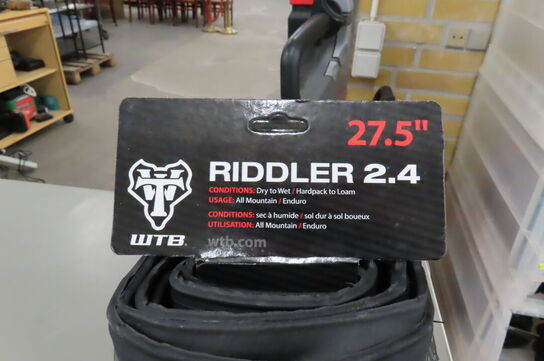 27.5"
RIDDLER 2.4
CONDITIONS: Dry to Wet / Hardpack to Loam
USAGE: All Mountain / Enduro
CONDITIONS: sec à humide / sol dur à sol boueux
UTILISATION: All Mountain / Enduro
WTB®
wtb.com